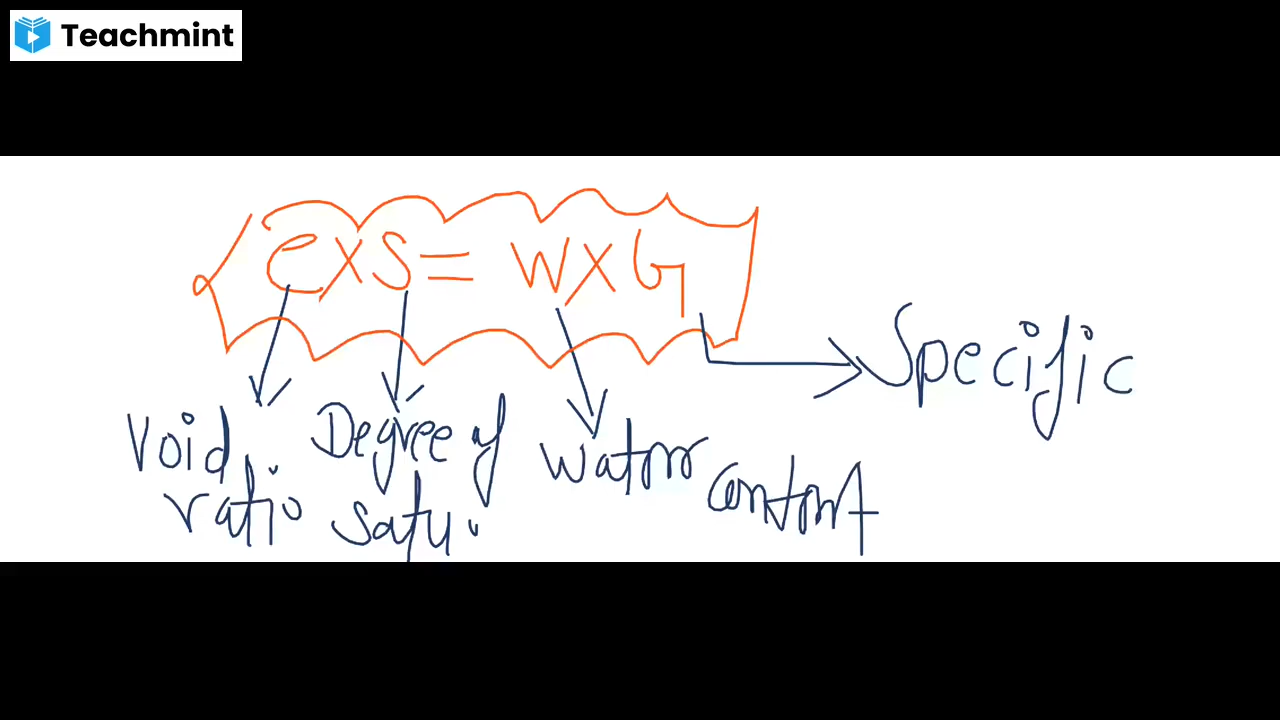 Teachmint
e×s = w×G
Specific
Void Degree of Water content
ratio satu.